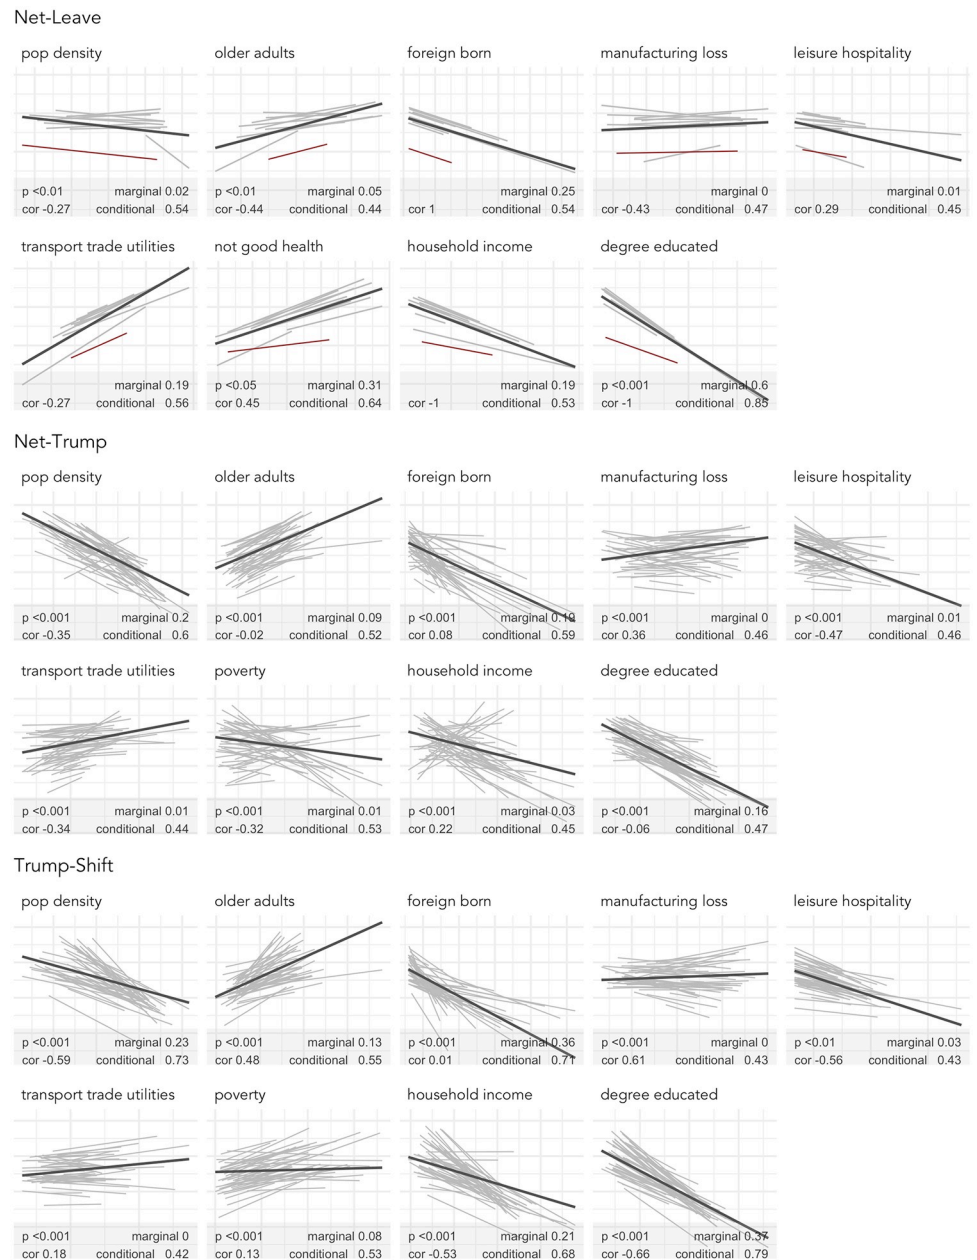 Net-Leave
pop density older adults foreign born manufacturing loss leisure hospitality
p <0.01 marginal 0.02 p <0.01 marginal 0.05 marginal 0.25 marginal 0 marginal 0.01
cor -0.27 conditional 0.54 cor -0.44 conditional 0.44 cor 1 conditional 0.54 cor -0.43 conditional 0.47 cor 0.29 conditional 0.45
transport trade utilities not good health household income degree educated
marginal 0.19 p <0.05 marginal 0.31 marginal 0.19 p <0.001 marginal 0.6
cor -0.27 conditional 0.56 cor 0.45 conditional 0.64 cor -1 conditional 0.53 cor -1 conditional 0.85
Net-Trump
pop density older adults foreign born manufacturing loss leisure hospitality
p <0.001 marginal 0.2 p <0.001 marginal 0.09 p <0.001 marginal p <0.001 marginal 0 p <0.001 marginal 0.01
cor -0.35 conditional 0.6 cor -0.02 conditional 0.52 cor 0.08 conditional 0.59 cor 0.36 conditional 0.46 cor -0.47 conditional 0.46
transport trade utilities poverty household income degree educated
p <0.001 marginal 0.01 p <0.001 marginal 0.01 p <0.001 marginal 0.03 p <0.001 marginal 0.16
cor -0.34 conditional 0.44 cor -0.32 conditional 0.53 cor 0.22 conditional 0.45 cor -0.06 conditional 0.47
Trump-Shift
pop density older adults foreign born manufacturing loss leisure hospitality
p <0.001 marginal 0.23 p <0.001 marginal 0.13 p <0.001 marginal 0.36 p <0.001 marginal 0 p <0.01 marginal 0.03
cor -0.59 conditional 0.73 cor 0.48 conditional 0.55 cor 0.01 conditional 0.71 cor 0.61 conditional 0.43 cor -0.56 conditional 0.43
transport trade utilities poverty household income degree educated
p <0.001 marginal 0 p <0.001 marginal 0.08 p <0.001 marginal 0.21 p <0.001 marginal 0.37
cor 0.18 conditional 0.42 cor 0.13 conditional 0.53 cor -0.53 conditional 0.68 cor -0.66 conditional 0.79